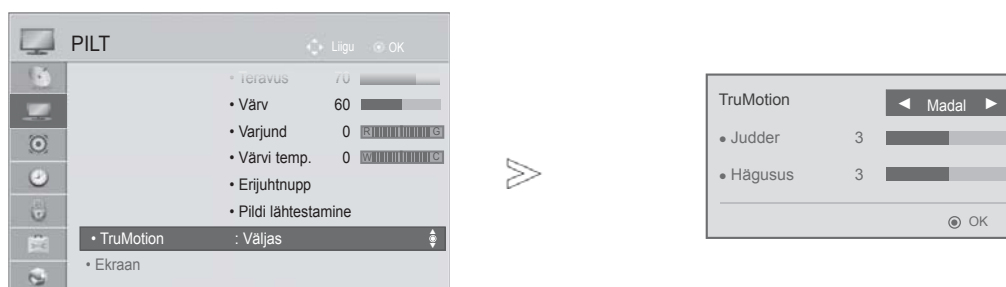 PILT
Liigu OK
• Teravus 70
• Värv 60
• Varjund 0 R G
• Värvi temp. 0 W C
• Erijuhtnupp
• Pildi lähtestamine
• TruMotion : Väljas
• Ekraan
TruMotion ◄ Madal ►
● Judder 3
● Hägusus 3
OK